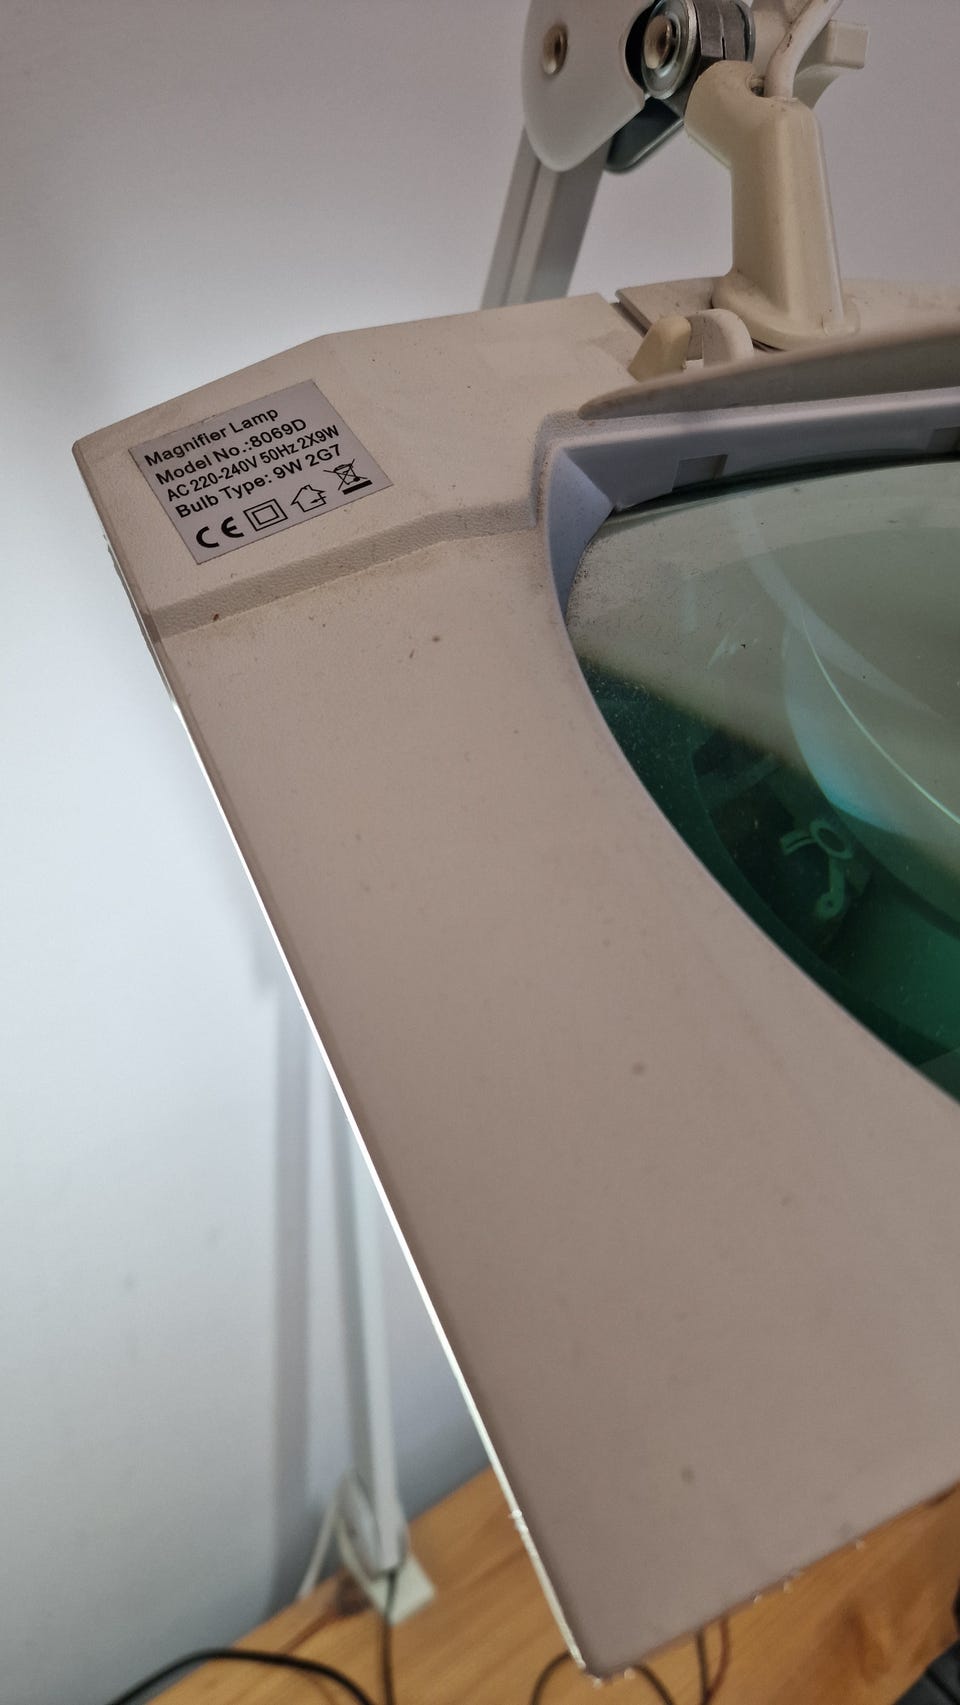 Magnifier Lamp
Model No.:8069D
AC 220-240V 50Hz 2X9W
Bulb Type: 9W 2G7
CE